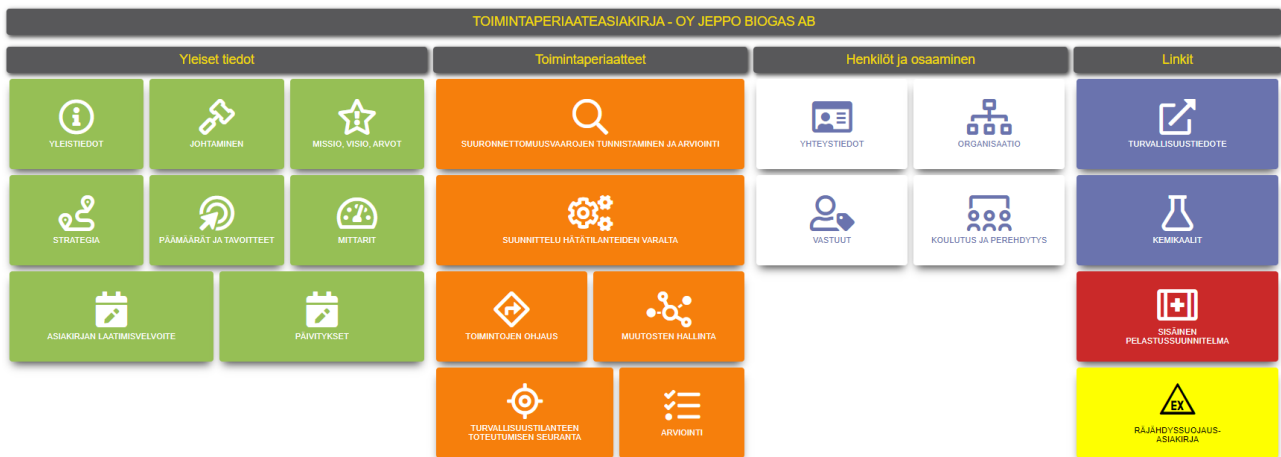 TOIMINTAPERIAATEASIAKIRJA - OY JEPPO BIOGAS AB
Yleiset tiedot
YLEISTIEDOT
JOHTAMINEN
MISSIO, VISIO, ARVOT
STRATEGIA
PÄÄMÄÄRÄT JA TAVOITTEET
MITTARIT
ASIAKIRJAN LAATIMISVELVOITE
PÄIVITYKSET
Toimintaperiaatteet
SUURONNETTOMUUSVAAROJEN TUNNISTAMINEN JA ARVIOINTI
SUUNNITTELU HÄTÄTILANTEIDEN VARALTA
TOIMINTOJEN OHJAUS
MUUTOSTEN HALLINTA
TURVALLISUUSTILANTEEN
TOTEUTUMISEN SEURANTA
ARVIOINTI
Henkilöt ja osaaminen
YHTEYSTIEDOT
ORGANISAATIO
VASTUUT
KOULUTUS JA PEREHDYTYS
Linkit
TURVALLISUUSTIEDOTE
KEMIKAALIT
SISÄINEN
PELASTUSSUUNNITELMA
EX
RÄJÄHDYSSUOJAUS-
ASIAKIRJA